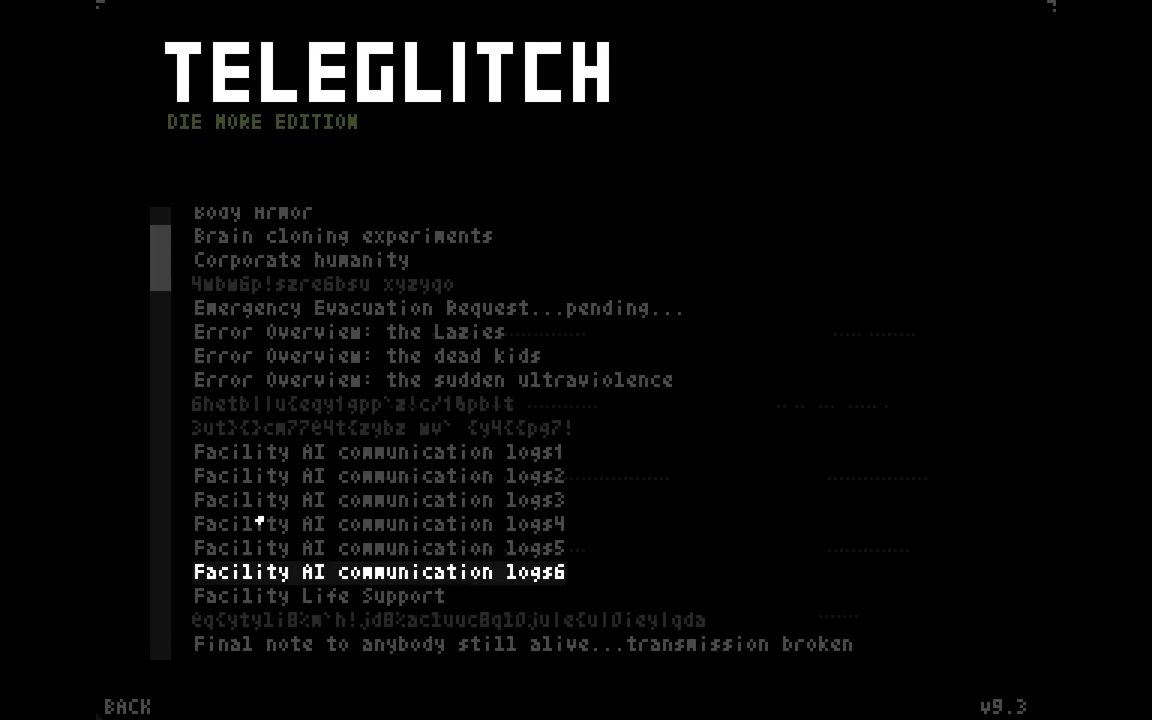 TELEGLITCH
DIE MORE EDITION
Body Armor
Brain cloning experiments
Corporate humanity
Emergency Evacuation Request...pending...
Error Overview: the Lazies
Error Overview: the dead kids
Error Overview: the sudden ultraviolence
Facility AI communication logs1
Facility AI communication logs2
Facility AI communication logs3
Facility AI communication logs4
Facility AI communication logs5
Facility AI communication logs6
Facility Life Support
Final note to anybody still alive...transmission broken
BACK
v9.3